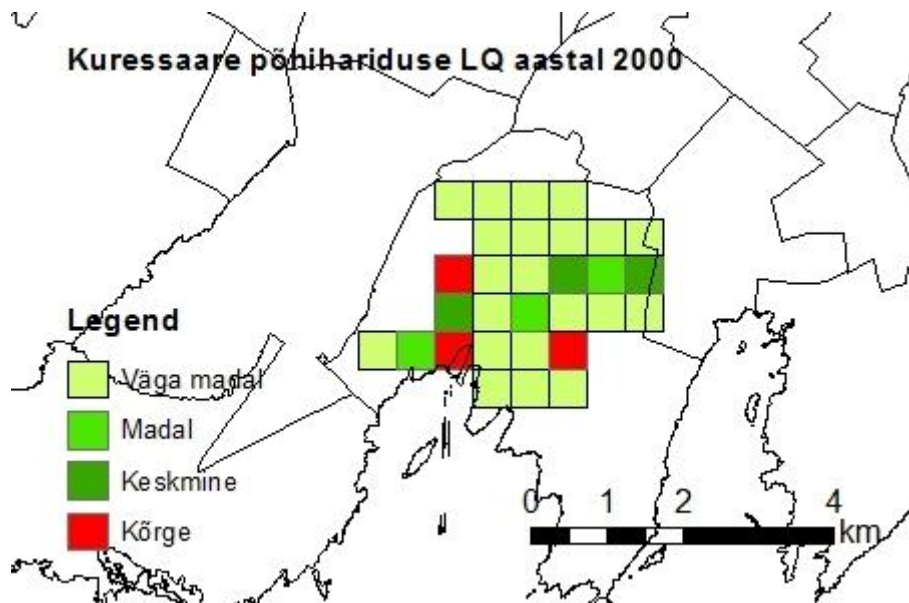 Kuressaare põhihariduse LQ aastal 2000
Legend
Väga madal
Madal
Keskmine
Kõrge
0 1 2 4
km